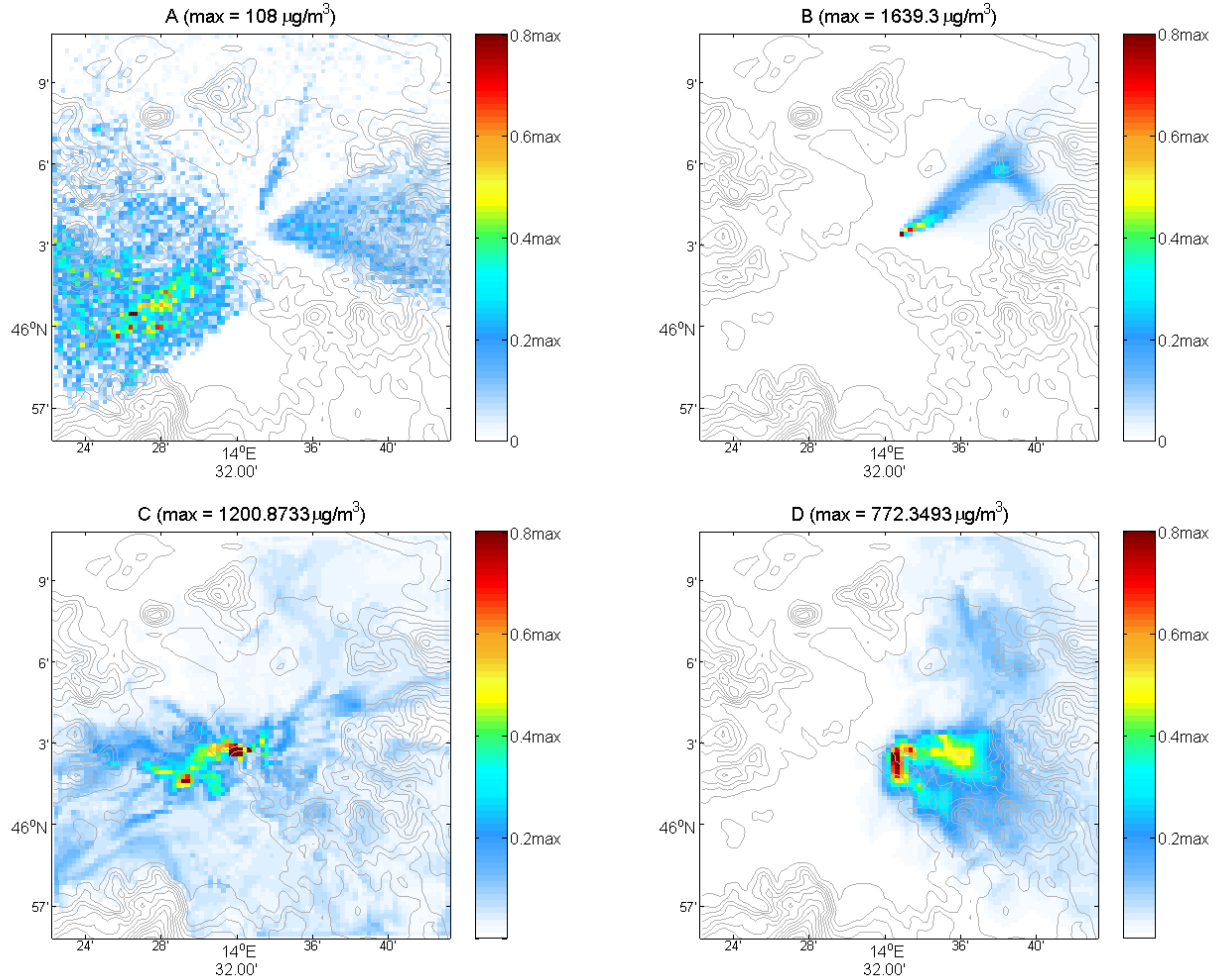 A (max = 108 μg/m³)
B (max = 1639.3 μg/m³)
0.8max
0.8max
9'
9'
0.6max
0.6max
6'
6'
0.4max
0.4max
3'
3'
0.2max
0.2max
46°N
46°N
57'
57'
0
0
24' 28' 14°E 36' 40'
32.00'
24' 28' 14°E 36' 40'
32.00'
C (max = 1200.8733 μg/m³)
D (max = 772.3493 μg/m³)
0.8max
0.8max
9'
9'
0.6max
0.6max
6'
6'
0.4max
0.4max
3'
3'
0.2max
0.2max
46°N
46°N
57'
57'
24' 28' 14°E 36' 40'
32.00'
24' 28' 14°E 36' 40'
32.00'